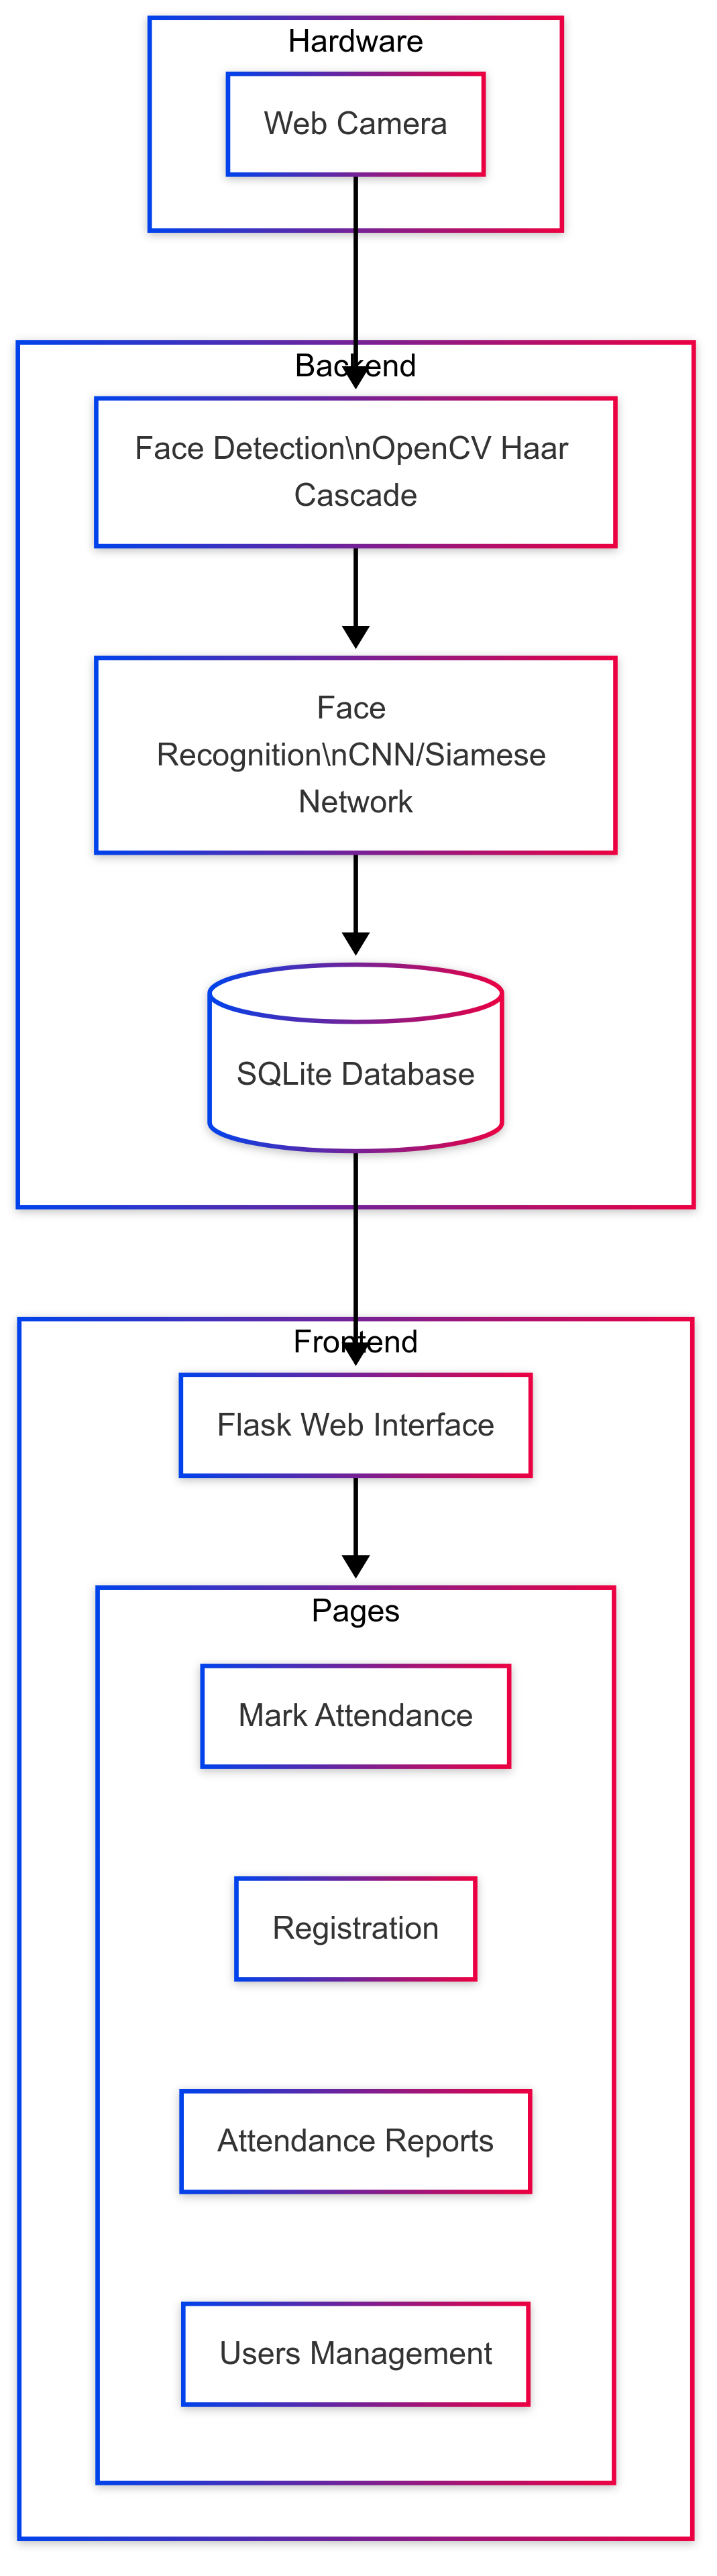 Hardware
Web Camera
Backend
Face Detection\nOpenCV Haar
Cascade
Face
Recognition\nCNN/Siamese
Network
SQLite Database
Frontend
Flask Web Interface
Pages
Mark Attendance
Registration
Attendance Reports
Users Management